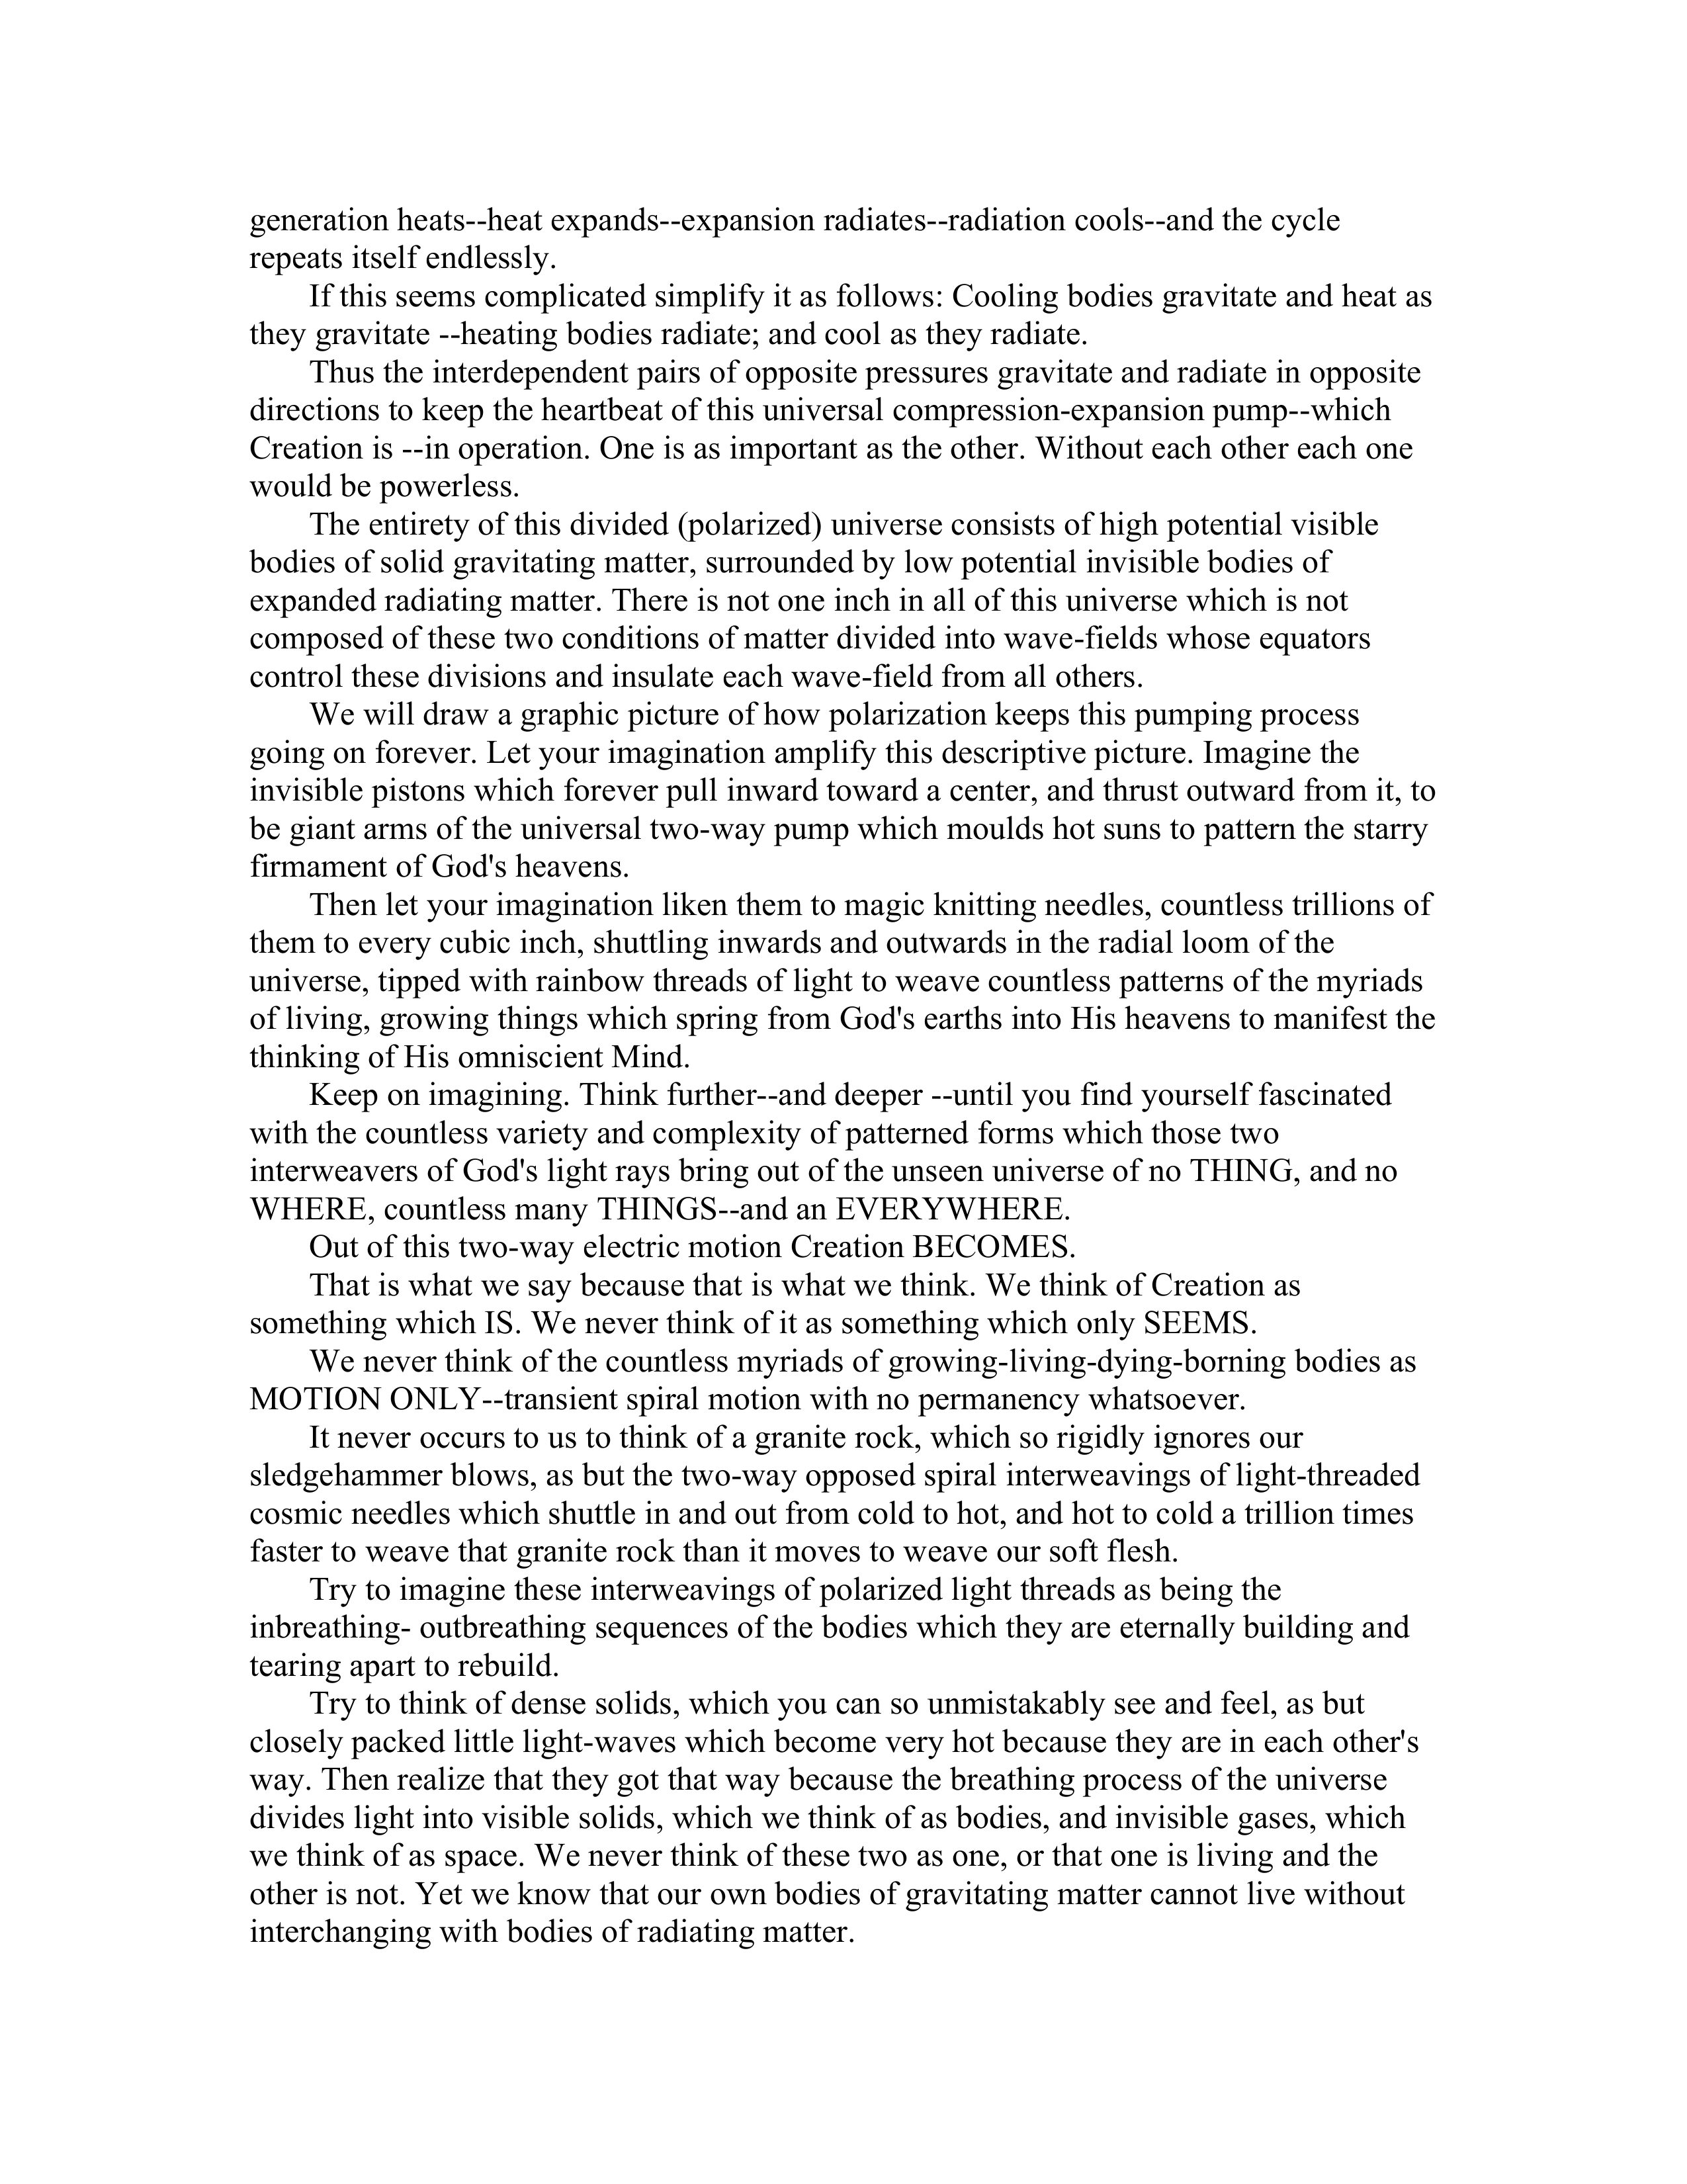 generation heats--heat expands--expansion radiates--radiation cools--and the cycle
repeats itself endlessly.
If this seems complicated simplify it as follows: Cooling bodies gravitate and heat as
they gravitate --heating bodies radiate; and cool as they radiate.
Thus the interdependent pairs of opposite pressures gravitate and radiate in opposite
directions to keep the heartbeat of this universal compression-expansion pump--which
Creation is --in operation. One is as important as the other. Without each other each one
would be powerless.
The entirety of this divided (polarized) universe consists of high potential visible
bodies of solid gravitating matter, surrounded by low potential invisible bodies of
expanded radiating matter. There is not one inch in all of this universe which is not
composed of these two conditions of matter divided into wave-fields whose equators
control these divisions and insulate each wave-field from all others.
We will draw a graphic picture of how polarization keeps this pumping process
going on forever. Let your imagination amplify this descriptive picture. Imagine the
invisible pistons which forever pull inward toward a center, and thrust outward from it, to
be giant arms of the universal two-way pump which moulds hot suns to pattern the starry
firmament of God's heavens.
Then let your imagination liken them to magic knitting needles, countless trillions of
them to every cubic inch, shuttling inwards and outwards in the radial loom of the
universe, tipped with rainbow threads of light to weave countless patterns of the myriads
of living, growing things which spring from God's earths into His heavens to manifest the
thinking of His omniscient Mind.
Keep on imagining. Think further--and deeper --until you find yourself fascinated
with the countless variety and complexity of patterned forms which those two
interweavers of God's light rays bring out of the unseen universe of no THING, and no
WHERE, countless many THINGS--and an EVERYWHERE.
Out of this two-way electric motion Creation BECOMES.
That is what we say because that is what we think. We think of Creation as
something which IS. We never think of it as something which only SEEMS.
We never think of the countless myriads of growing-living-dying-borning bodies as
MOTION ONLY--transient spiral motion with no permanency whatsoever.
It never occurs to us to think of a granite rock, which so rigidly ignores our
sledgehammer blows, as but the two-way opposed spiral interweavings of light-threaded
cosmic needles which shuttle in and out from cold to hot, and hot to cold a trillion times
faster to weave that granite rock than it moves to weave our soft flesh.
Try to imagine these interweavings of polarized light threads as being the
inbreathing- outbreathing sequences of the bodies which they are eternally building and
tearing apart to rebuild.
Try to think of dense solids, which you can so unmistakably see and feel, as but
closely packed little light-waves which become very hot because they are in each other's
way. Then realize that they got that way because the breathing process of the universe
divides light into visible solids, which we think of as bodies, and invisible gases, which
we think of as space. We never think of these two as one, or that one is living and the
other is not. Yet we know that our own bodies of gravitating matter cannot live without
interchanging with bodies of radiating matter.